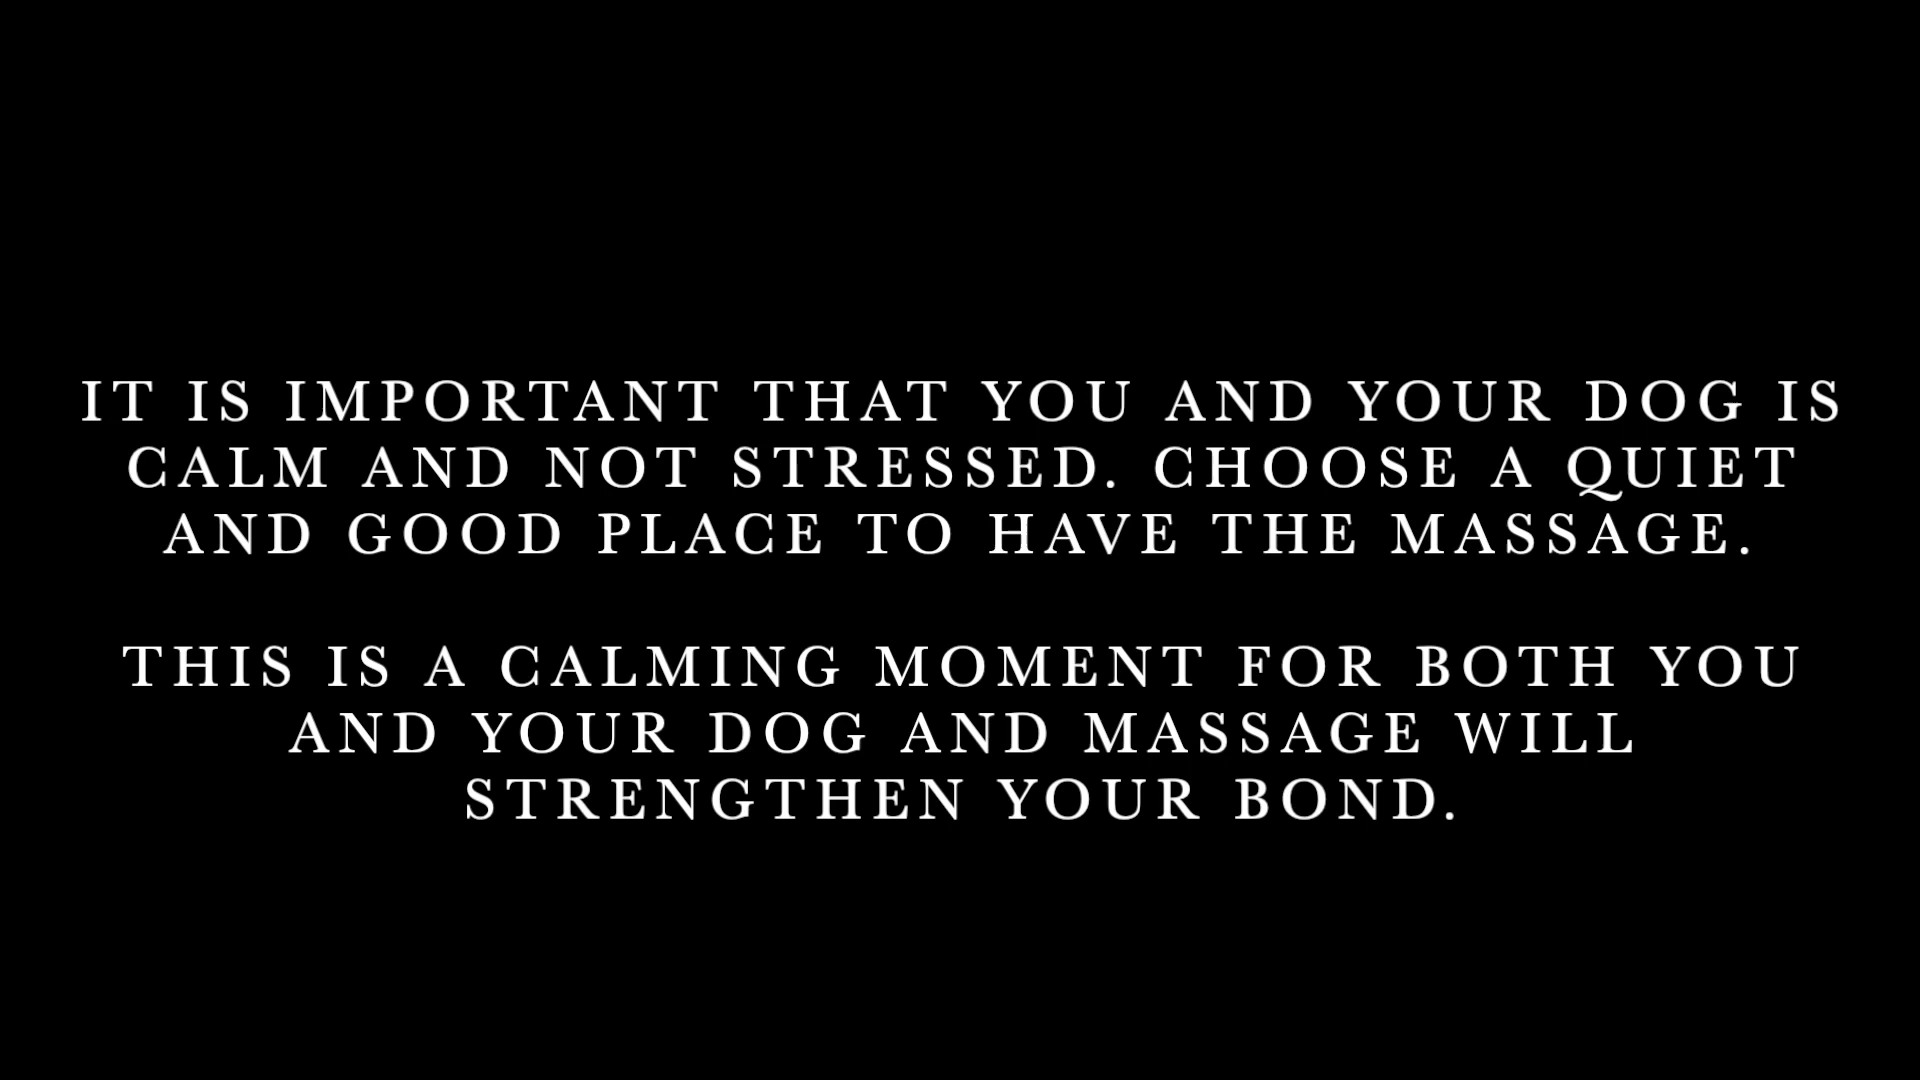 IT IS IMPORTANT THAT YOU AND YOUR DOG IS
CALM AND NOT STRESSED. CHOOSE A QUIET
AND GOOD PLACE TO HAVE THE MASSAGE.
THIS IS A CALMING MOMENT FOR BOTH YOU
AND YOUR DOG AND MASSAGE WILL
STRENGTHEN YOUR BOND.